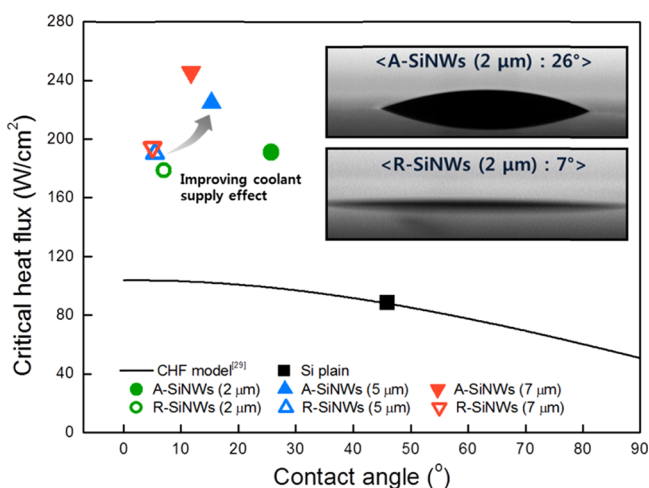 280
240
200
160
120
80
40
0
Critical heat flux (W/cm²)
<A-SiNWs (2 μm) : 26°>
<R-SiNWs (2 μm) : 7°>
Improving coolant
supply effect
CHF model[29]
Si plain
A-SiNWs (2 μm)
A-SiNWs (5 μm)
A-SiNWs (7 μm)
R-SiNWs (2 μm)
R-SiNWs (5 μm)
R-SiNWs (7 μm)
0 10 20 30 40 50 60 70 80 90
Contact angle (°)